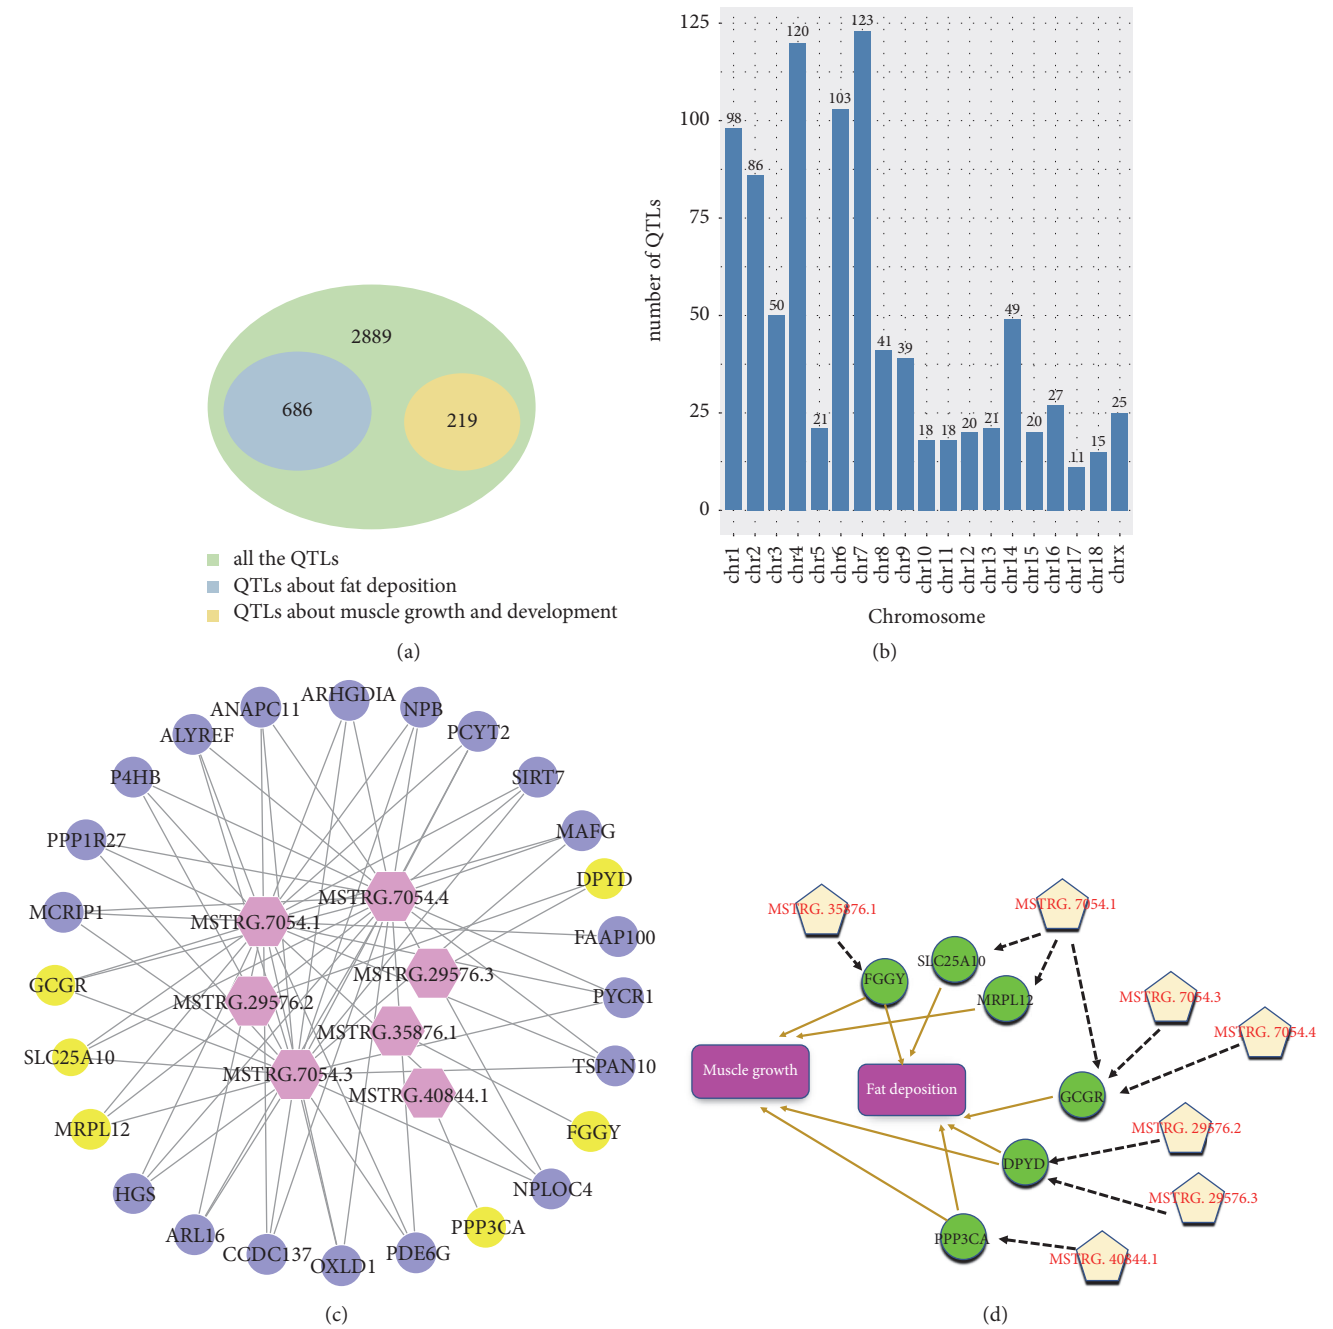 2889
686
219
all the QTLs
QTLs about fat deposition
QTLs about muscle growth and development
(a)
number of QTLs
125
100
75
50
25
0
98
86
50
120
21
103
123
41
39
18
18
20
21
49
20
27
11
15
25
chr1
chr2
chr3
chr4
chr5
chr6
chr7
chr8
chr9
chr10
chr11
chr12
chr13
chr14
chr15
chr16
chr17
chr18
chrx
Chromosome
(b)
ARHGDIA
ANAPC11
NPB
ALYREF
PCYT2
P4HB
SIRT7
PPP1R27
MAFG
DPYD
MCRIP1
FAAP100
GCGR
PYCR1
SLC25A10
TSPAN10
MRPL12
FGGY
HGS
NPLOC4
ARL16
PPP3CA
CCDC137
OXLD1
PDE6G
MSTRG.7054.4
MSTRG.7054.1
MSTRG.29576.3
MSTRG.29576.2
MSTRG.35876.1
MSTRG.7054.3
MSTRG.40844.1
(c)
MSTRG. 35876.1
MSTRG. 7054.1
SLC25A10
FGGY
MRPL12
MSTRG. 7054.3
MSTRG. 7054.4
Muscle growth
Fat deposition
GCGR
MSTRG. 29576.2
DPYD
MSTRG. 29576.3
PPP3CA
MSTRG. 40844.1
(d)